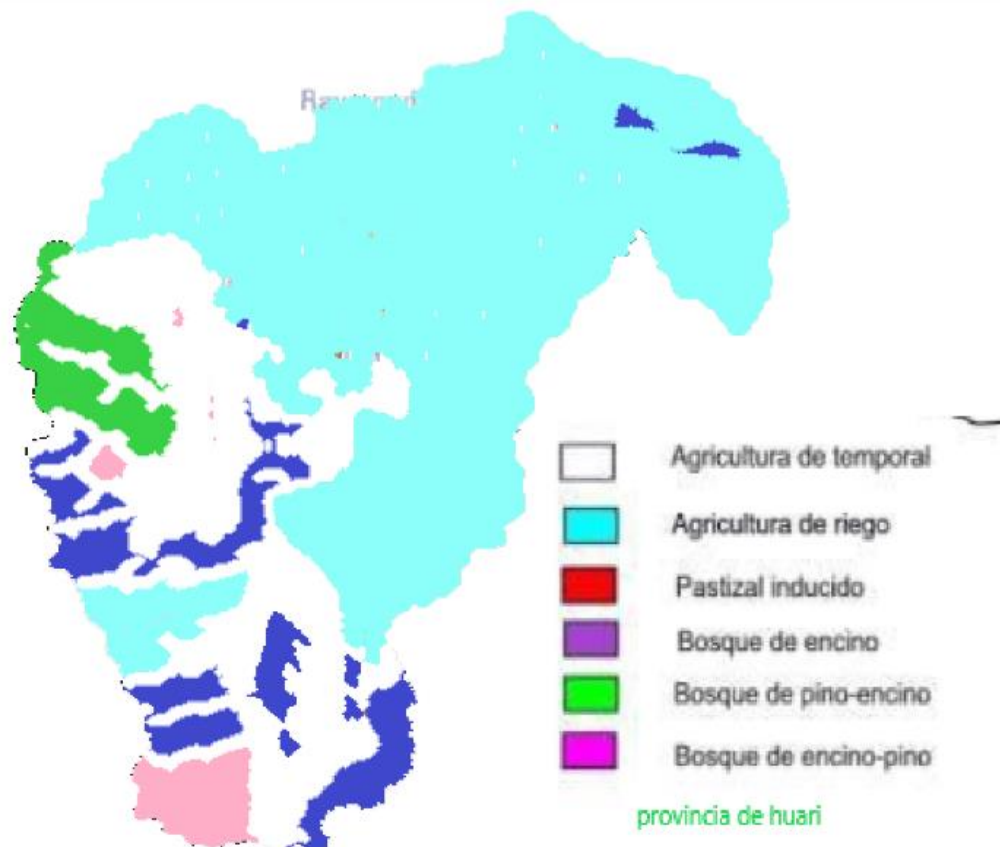 Agricultura de temporal
Agricultura de riego
Pastizal inducido
Bosque de encino
Bosque de pino-encino
Bosque de encino-pino
provincia de huari